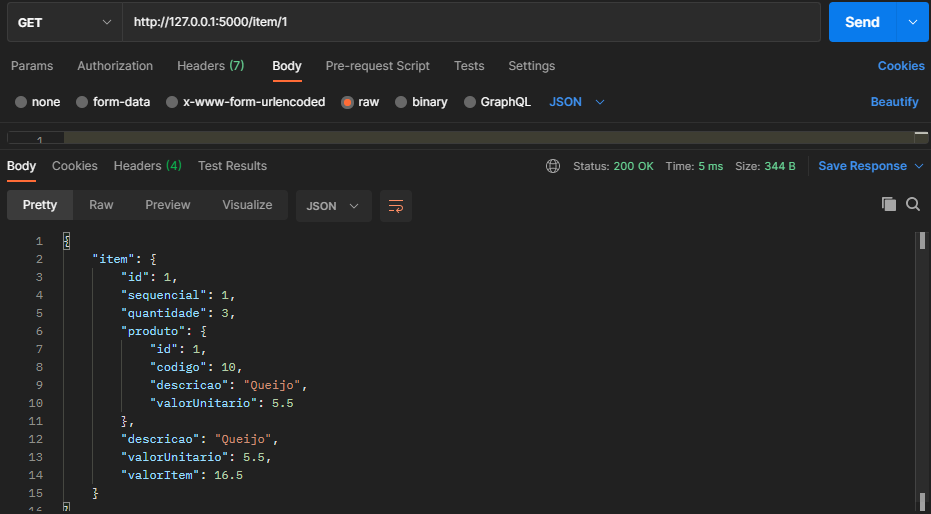 GET http://127.0.0.1:5000/item/1 Send
Params Authorization Headers (7) Body Pre-request Script Tests Settings Cookies
none form-data x-www-form-urlencoded raw binary GraphQL JSON Beautify
1
Body Cookies Headers (4) Test Results Status: 200 OK Time: 5 ms Size: 344 B Save Response
Pretty Raw Preview Visualize JSON
1 {
2 "item": {
3 "id": 1,
4 "sequencial": 1,
5 "quantidade": 3,
6 "produto": {
7 "id": 1,
8 "codigo": 10,
9 "descricao": "Queijo",
10 "valorUnitario": 5.5
11 },
12 "descricao": "Queijo",
13 "valorUnitario": 5.5,
14 "valorItem": 16.5
15 }
16 }